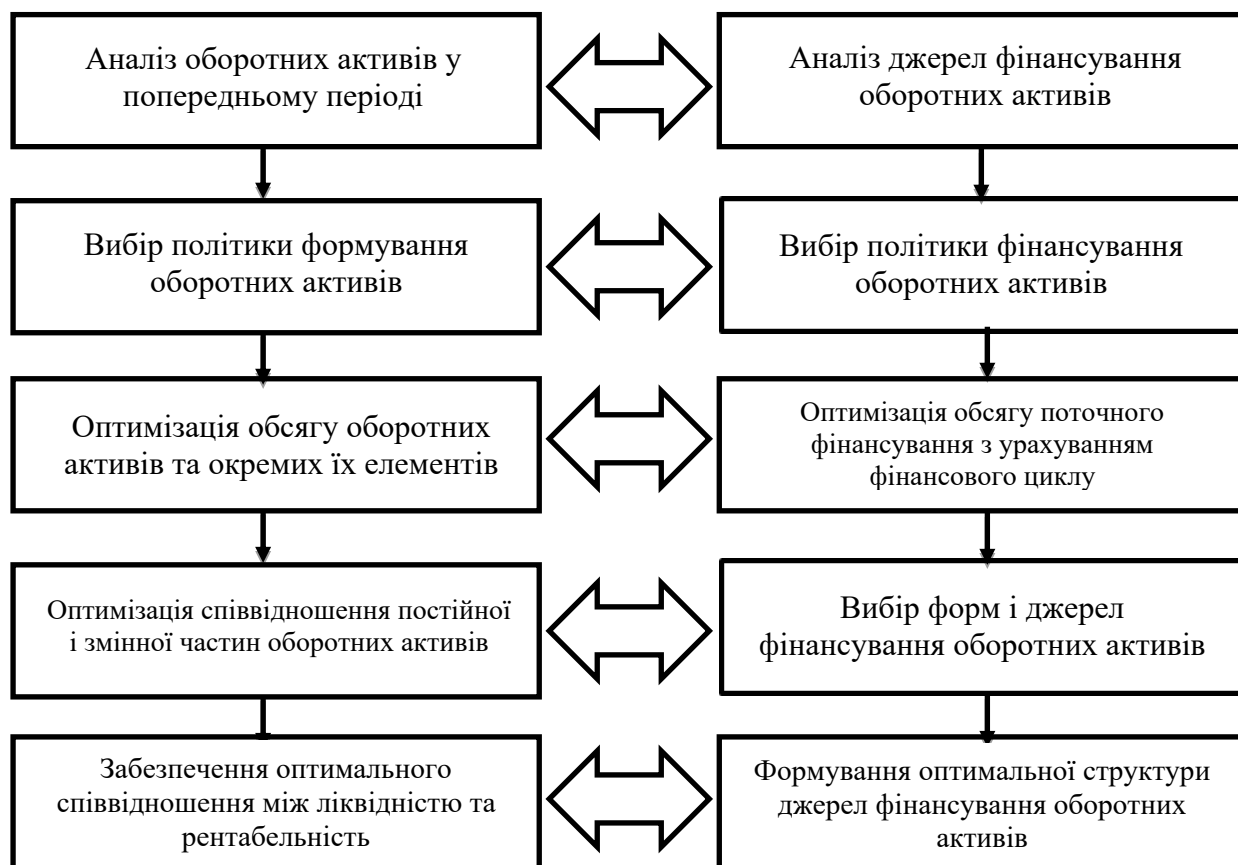 Аналіз оборотних активів у
попередньому періоді
Аналіз джерел фінансування
оборотних активів
Вибір політики формування
оборотних активів
Вибір політики фінансування
оборотних активів
Оптимізація обсягу оборотних
активів та окремих їх елементів
Оптимізація обсягу поточного
фінансування з урахуванням
фінансового циклу
Оптимізація співвідношення постійної
і змінної частин оборотних активів
Вибір форм і джерел
фінансування оборотних активів
Забезпечення оптимального
співвідношення між ліквідністю та
рентабельність
Формування оптимальної структури
джерел фінансування оборотних
активів